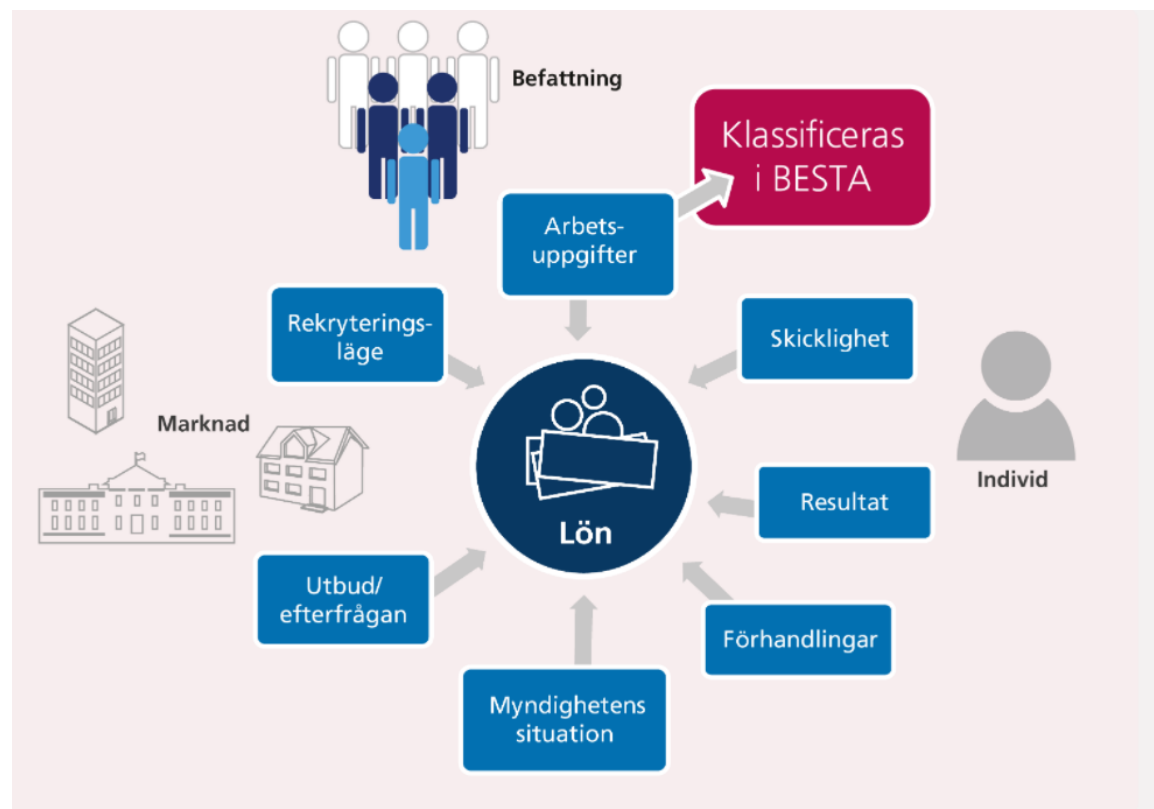 Befattning
Klassificeras
i BESTA
Arbets-
uppgifter
Rekryterings-
läge
Skicklighet
Marknad
Individ
Resultat
Lön
Utbud/
efterfrågan
Förhandlingar
Myndighetens
situation